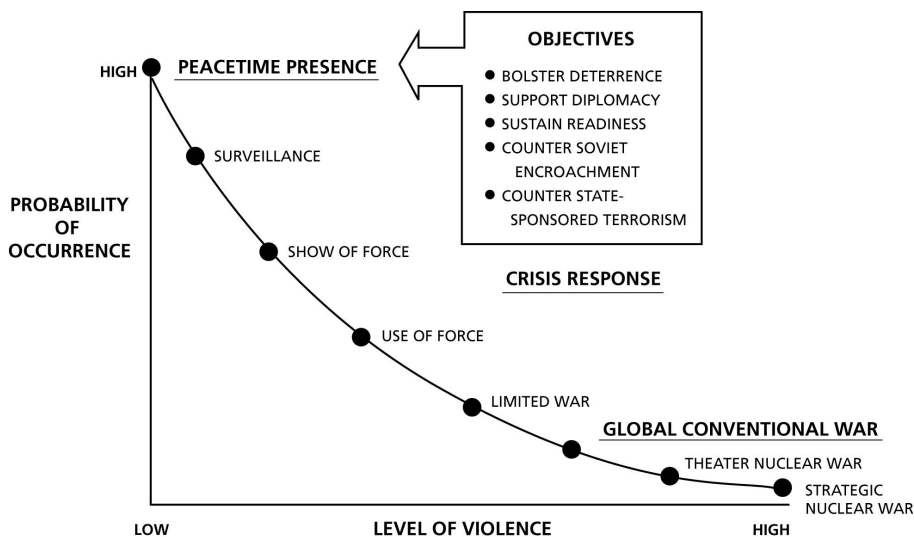 OBJECTIVES
● BOLSTER DETERRENCE
● SUPPORT DIPLOMACY
● SUSTAIN READINESS
● COUNTER SOVIET
ENCROACHMENT
● COUNTER STATE-
SPONSORED TERRORISM
HIGH
PEACETIME PRESENCE
SURVEILLANCE
PROBABILITY
OF
OCCURRENCE
SHOW OF FORCE
CRISIS RESPONSE
USE OF FORCE
LIMITED WAR
GLOBAL CONVENTIONAL WAR
THEATER NUCLEAR WAR
STRATEGIC
NUCLEAR WAR
LOW
LEVEL OF VIOLENCE
HIGH